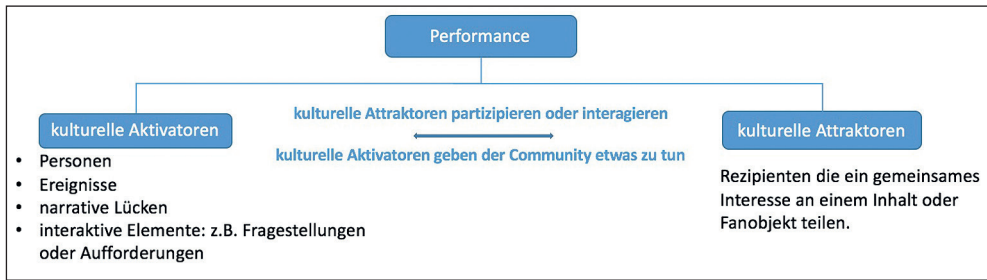 Performance
kulturelle Aktivatoren
• Personen
• Ereignisse
• narrative Lücken
• interaktive Elemente: z.B. Fragestellungen
oder Aufforderungen
kulturelle Attraktoren partizipieren oder interagieren
kulturelle Aktivatoren geben der Community etwas zu tun
kulturelle Attraktoren
Rezipienten die ein gemeinsames
Interesse an einem Inhalt oder
Fanobjekt teilen.